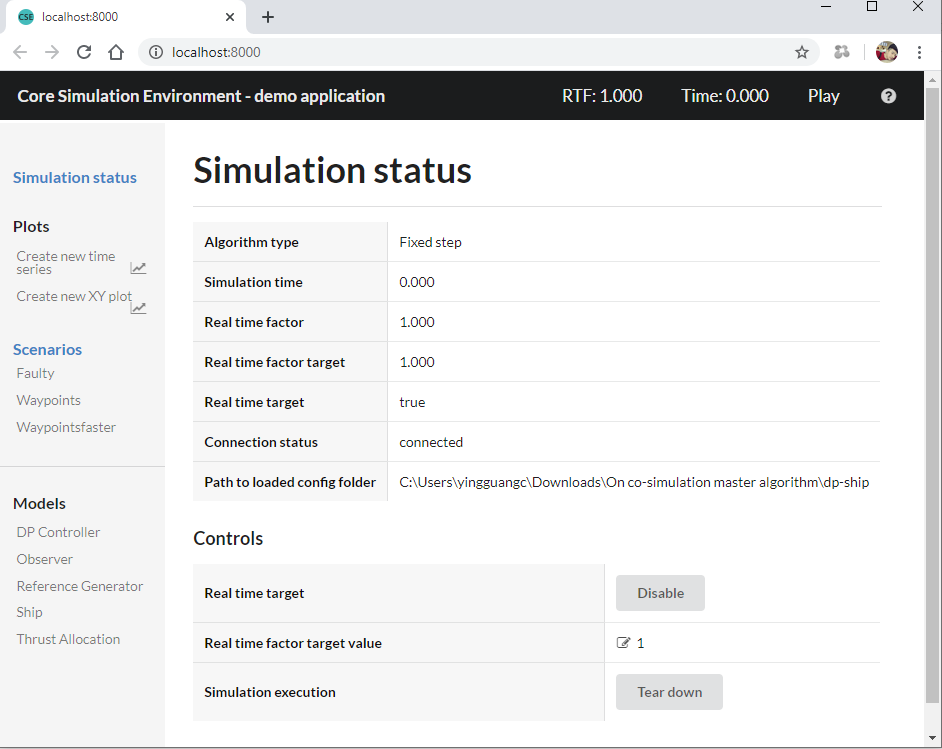 CSE localhost:8000
localhost:8000
Core Simulation Environment - demo application RTF: 1.000 Time: 0.000 Play ?
Simulation status
Plots
Create new time
series
Create new XY plot
Scenarios
Faulty
Waypoints
Waypointsfaster
Models
DP Controller
Observer
Reference Generator
Ship
Thrust Allocation
Simulation status
Algorithm type Fixed step
Simulation time 0.000
Real time factor 1.000
Real time factor target 1.000
Real time target true
Connection status connected
Path to loaded config folder C:\Users\yingguangc\Downloads\On co-simulation master algorithm\dp-ship
Controls
Real time target Disable
Real time factor target value 1
Simulation execution Tear down